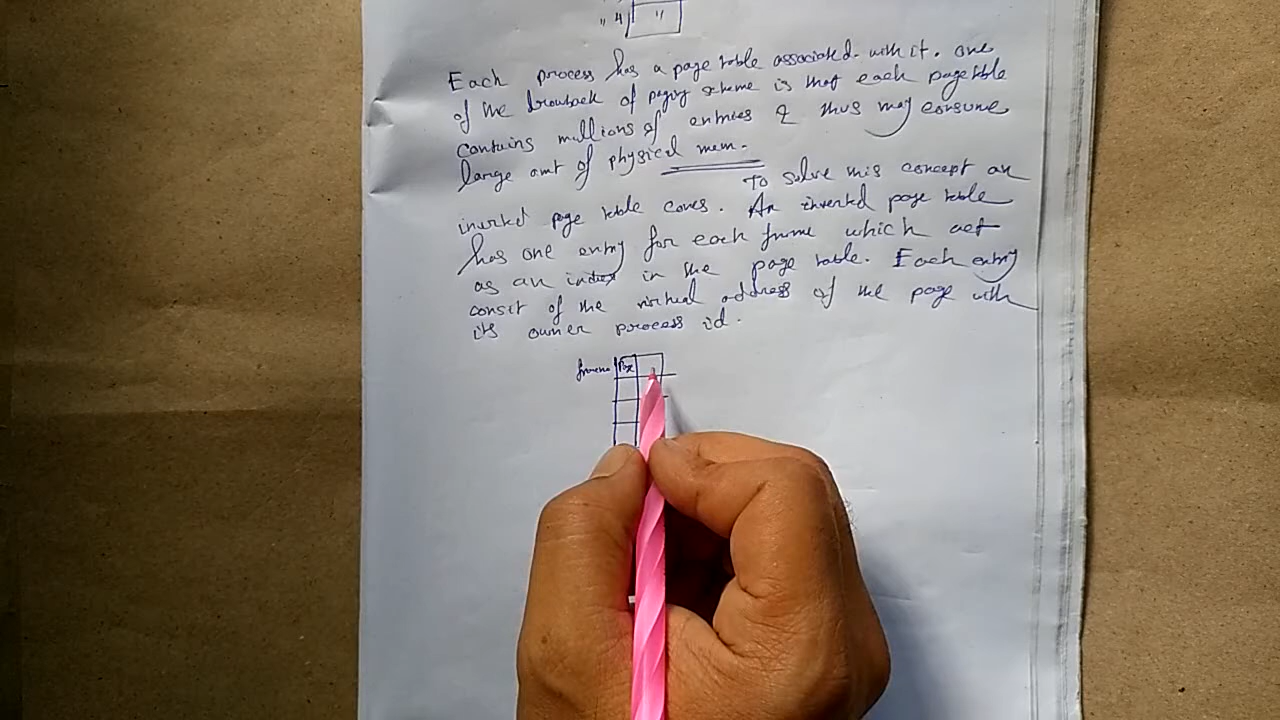 " 4 "
Each process has a page table associated with it. one
of the drawback of paging scheme is that each page table
contains millions of entries & thus may consume
large amt of physical mem.
To solve this concept an
inverted page table comes. An inverted page table
has one entry for each frame which act
as an index in the page table. Each entry
consit of the virtual address of the page with
its owner process id.